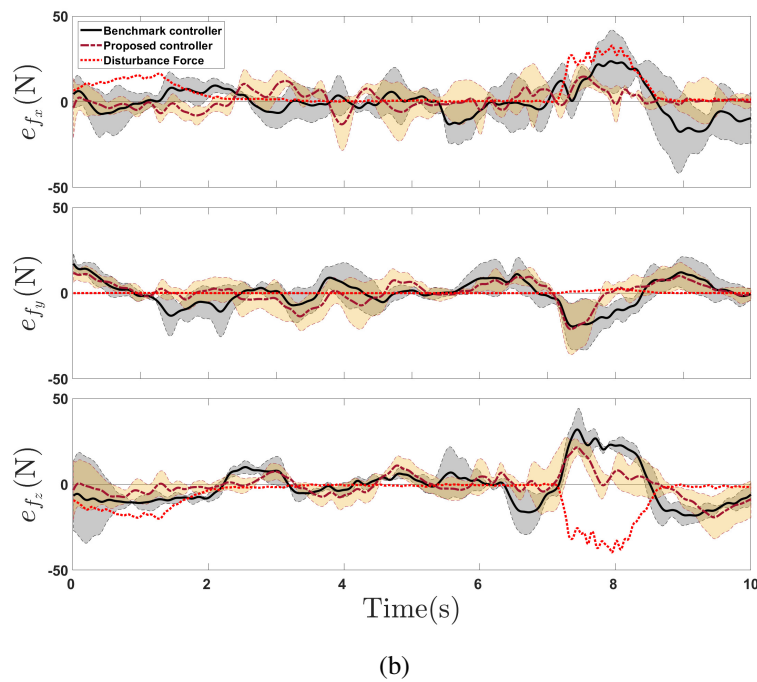 50
Benchmark controller
Proposed controller
Disturbance Force
e_{f_x}(N)
0
-50
50
e_{f_y}(N)
0
-50
50
e_{f_z}(N)
0
-50
0 2 4 6 8 10
Time(s)
(b)